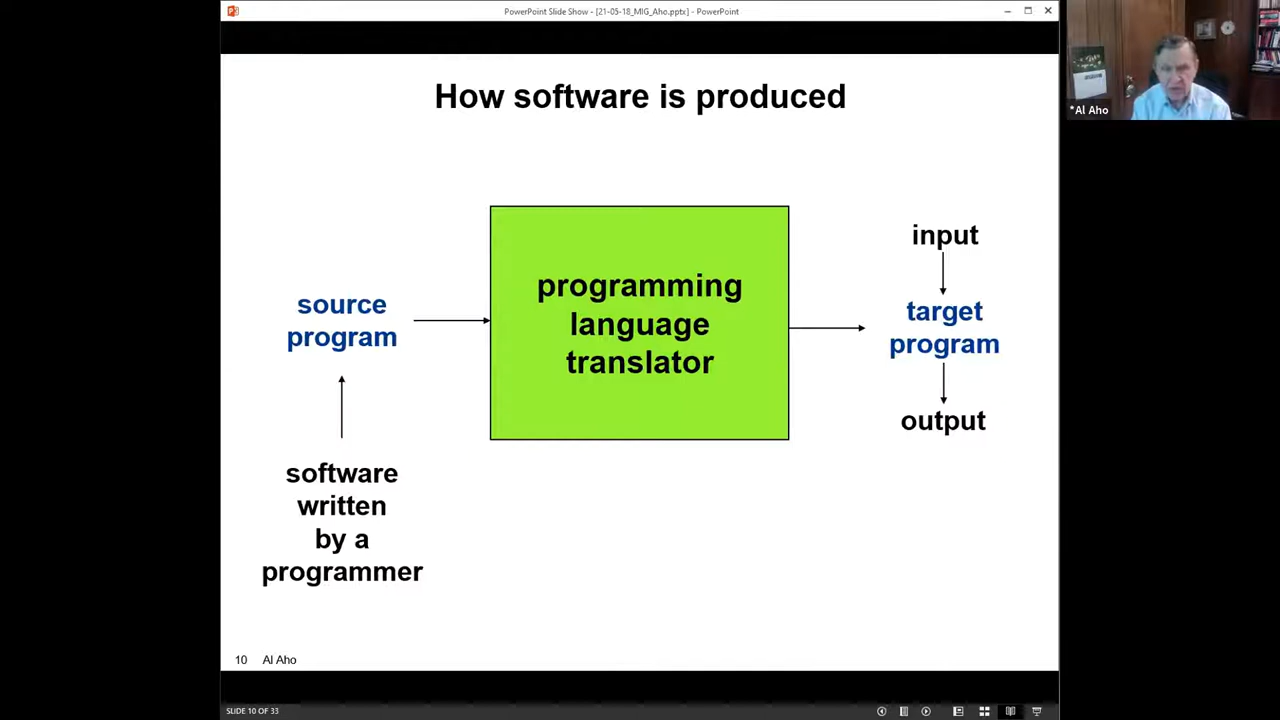 PowerPoint Slide Show - [21-05-18_MIG_Aho.pptx] - PowerPoint
*Al Aho
How software is produced
source
program
software
written
by a
programmer
programming
language
translator
input
target
program
output
10 Al Aho
SLIDE 10 OF 33